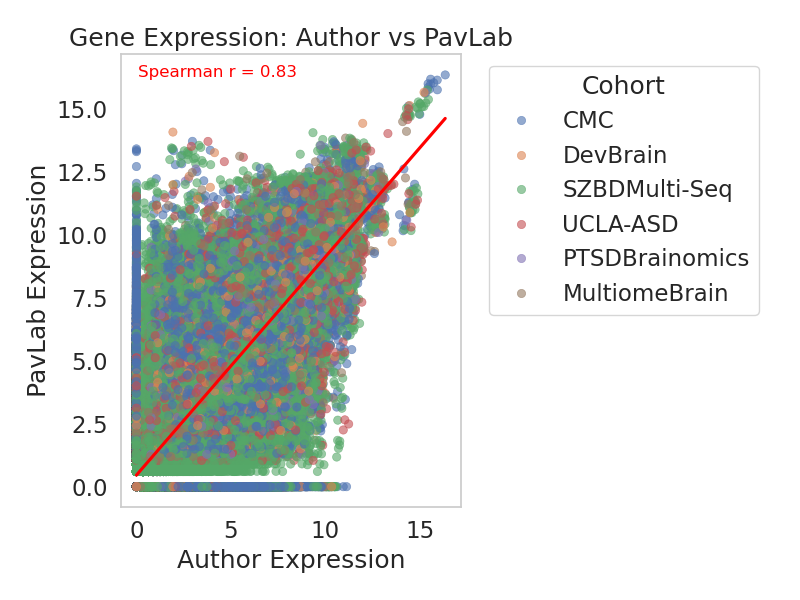 Gene Expression: Author vs PavLab
Spearman r = 0.83
PavLab Expression
15.0
12.5
10.0
7.5
5.0
2.5
0.0
0 5 10 15
Author Expression
Cohort
CMC
DevBrain
SZBDMulti-Seq
UCLA-ASD
PTSDBrainomics
MultiomeBrain